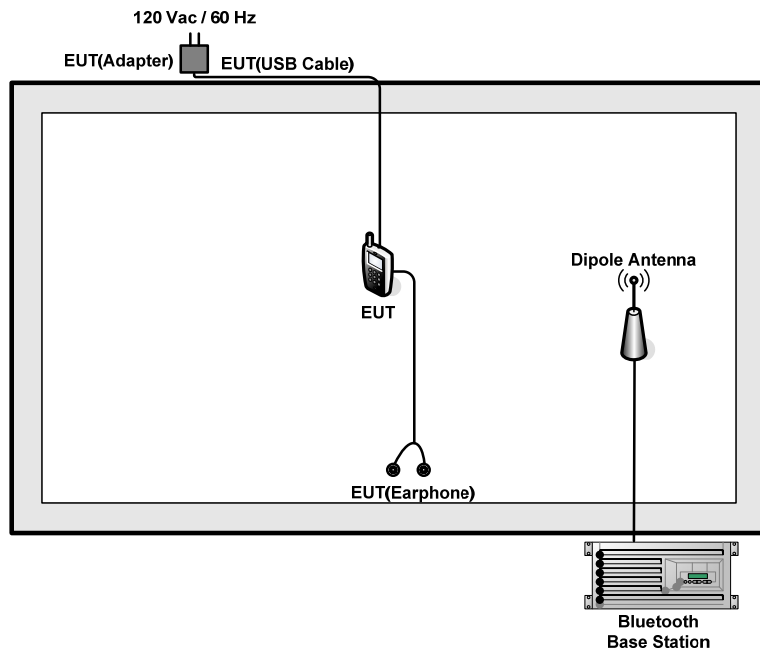 120 Vac / 60 Hz
EUT(Adapter)
EUT(USB Cable)
Dipole Antenna
EUT
EUT(Earphone)
Bluetooth
Base Station